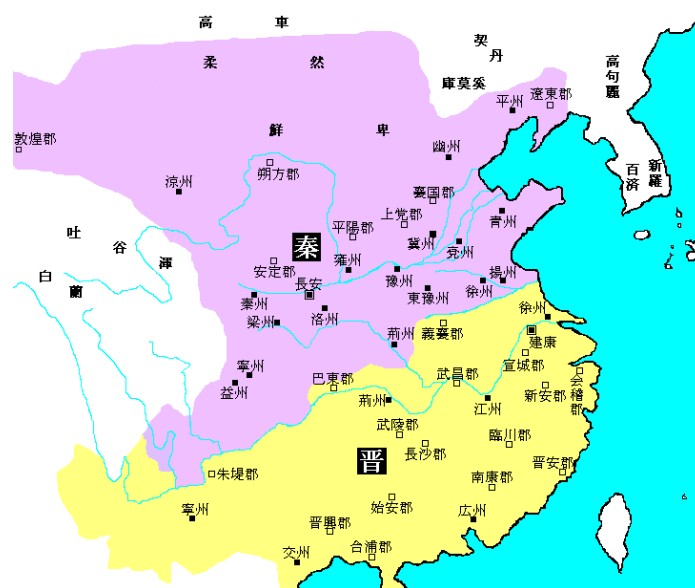 高車
契丹
柔然
庫莫奚
高句麗
平州
遼東郡
鮮卑
敦煌郡
幽州
新羅
朔方郡
百済
涼州
襄国郡
上党郡
青州
吐谷渾
平陽郡
秦
冀州
兗州
安定郡
雍州
白蘭
長安
豫州
揚州
東豫州
徐州
秦州
洛州
梁州
徐州
義襄郡
荊州
建康
宣城郡
寧州
巴東郡
武昌郡
会稽郡
益州
荊州
江州
新安郡
武陵郡
臨川郡
長沙郡
晋
晋安郡
朱堤郡
南康郡
始安郡
寧州
広州
晋興郡
合浦郡
交州